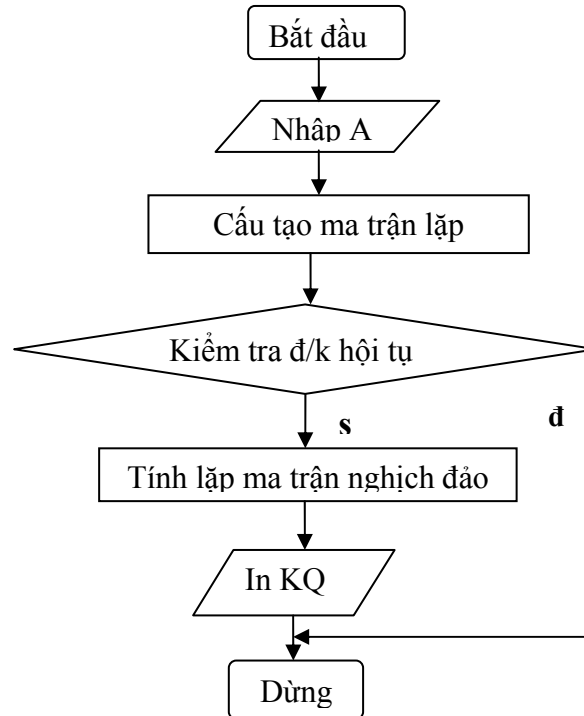 Bắt đầu
Nhập A
Cấu tạo ma trận lặp
Kiểm tra đ/k hội tụ
s đ
Tính lặp ma trận nghịch đảo
In KQ
Dừng